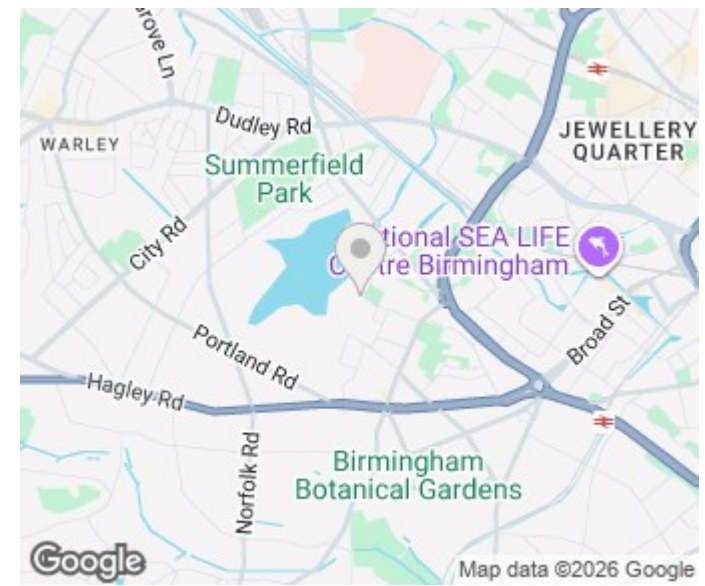 Grove Ln
Dudley Rd
WARLEY
JEWELLERY
QUARTER
Summerfield
Park
City Rd
tional SEA LIFE
tre Birmingham
Broad St
Portland Rd
Hagley Rd
Norfolk Rd
Birmingham
Botanical Gardens
Google
Map data ©2026 Google